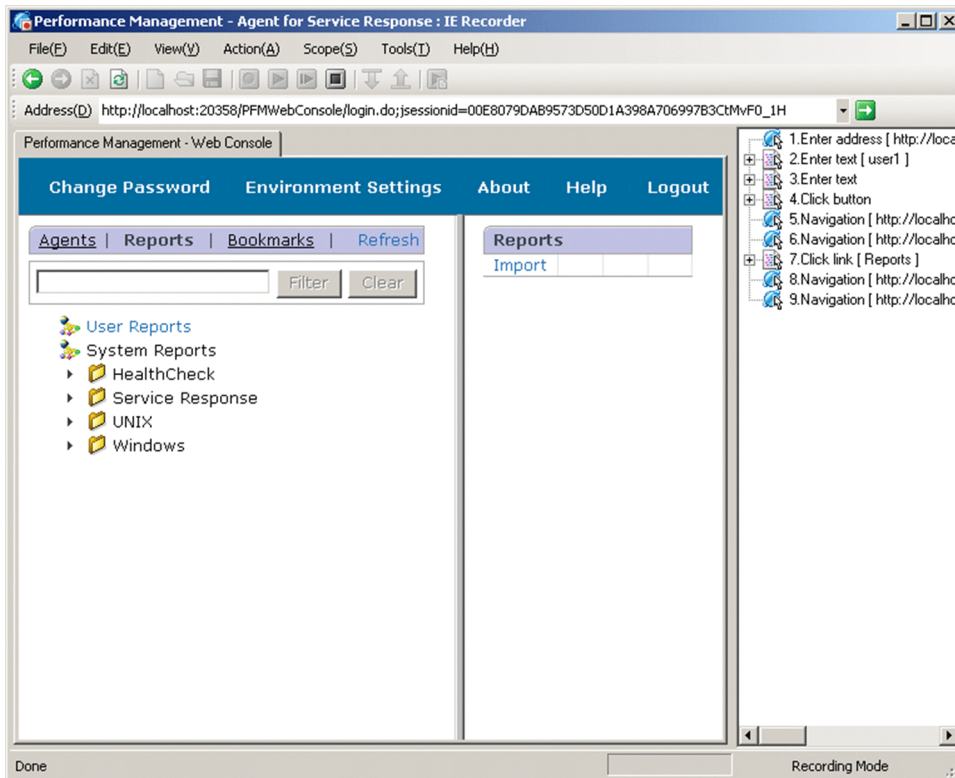 Performance Management - Agent for Service Response : IE Recorder
File(F) Edit(E) View(V) Action(A) Scope(S) Tools(T) Help(H)
Address(D) http://localhost:20358/PFMWebConsole/login.do;jsessionid=00E8079DAB9573D50D1A398A706997B3CtMvF0_1H
Performance Management - Web Console
Change Password Environment Settings About Help Logout
Agents | Reports | Bookmarks | Refresh
Filter Clear
User Reports
System Reports
HealthCheck
Service Response
UNIX
Windows
Reports
Import
1.Enter address [ http://loca
2.Enter text [ user1 ]
3.Enter text
4.Click button
5.Navigation [ http://localho
6.Navigation [ http://localho
7.Click link [ Reports ]
8.Navigation [ http://localho
9.Navigation [ http://localho
Done Recording Mode